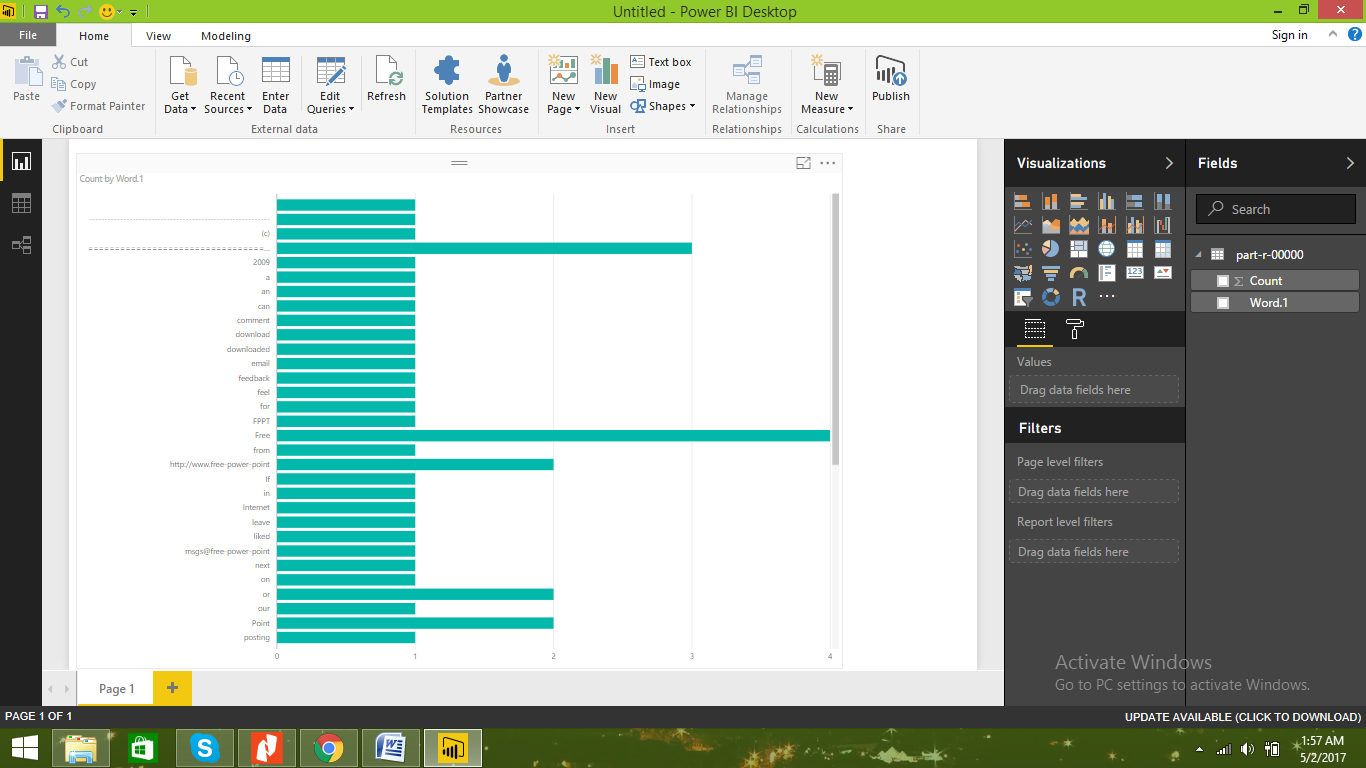 Untitled - Power BI Desktop
File Home View Modeling Sign in
Paste
Cut
Copy
Format Painter
Clipboard
Get Data
Recent Sources
Enter Data
Edit Queries
Refresh
External data
Solution Templates
Partner Showcase
Resources
New Page
New Visual
Text box
Image
Shapes
Insert
Manage Relationships
Relationships
New Measure
Calculations
Publish
Share
Count by Word.1
(c)
2009
a
an
can
comment
download
downloaded
email
feedback
feel
for
FPPT
Free
from
http://www.free-power-point
If
in
Internet
leave
liked
msgs@free-power-point
next
on
or
our
Point
posting
0 1 2 3 4
Visualizations
R
123
Values
Drag data fields here
Filters
Page level filters
Drag data fields here
Report level filters
Drag data fields here
Fields
Search
part-r-00000
Σ Count
Word.1
Activate Windows
Go to PC settings to activate Windows.
Page 1
PAGE 1 OF 1
UPDATE AVAILABLE (CLICK TO DOWNLOAD)
1:57 AM
5/2/2017